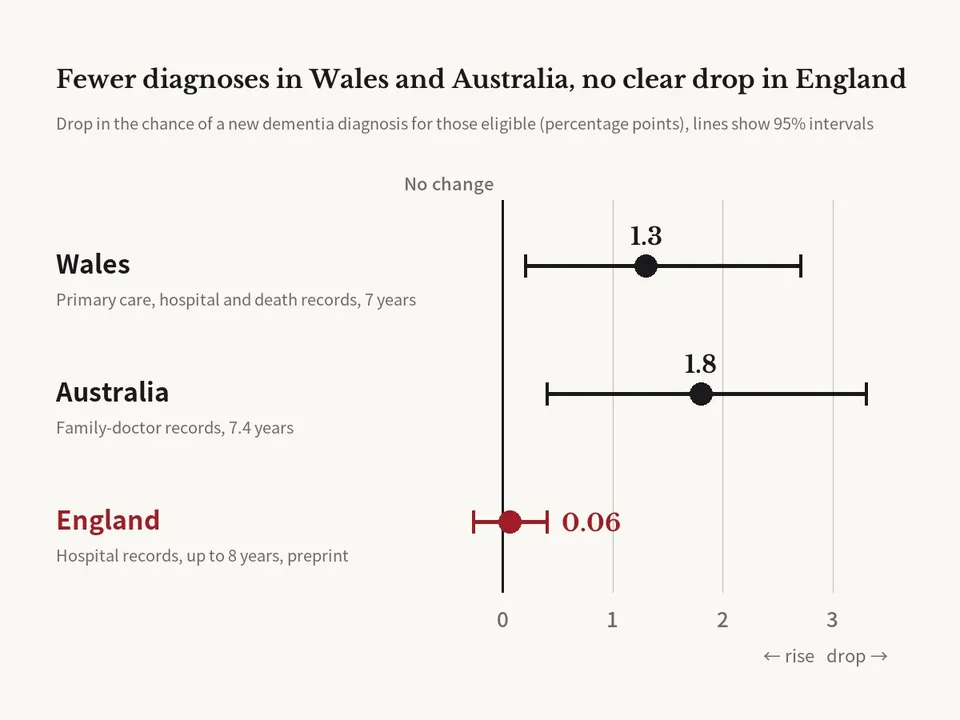 Fewer diagnoses in Wales and Australia, no clear drop in England
Drop in the chance of a new dementia diagnosis for those eligible (percentage points), lines show 95% intervals
No change
1.3
Wales
Primary care, hospital and death records, 7 years
1.8
Australia
Family-doctor records, 7.4 years
England
0.06
Hospital records, up to 8 years, preprint
0 1 2 3
← rise drop →